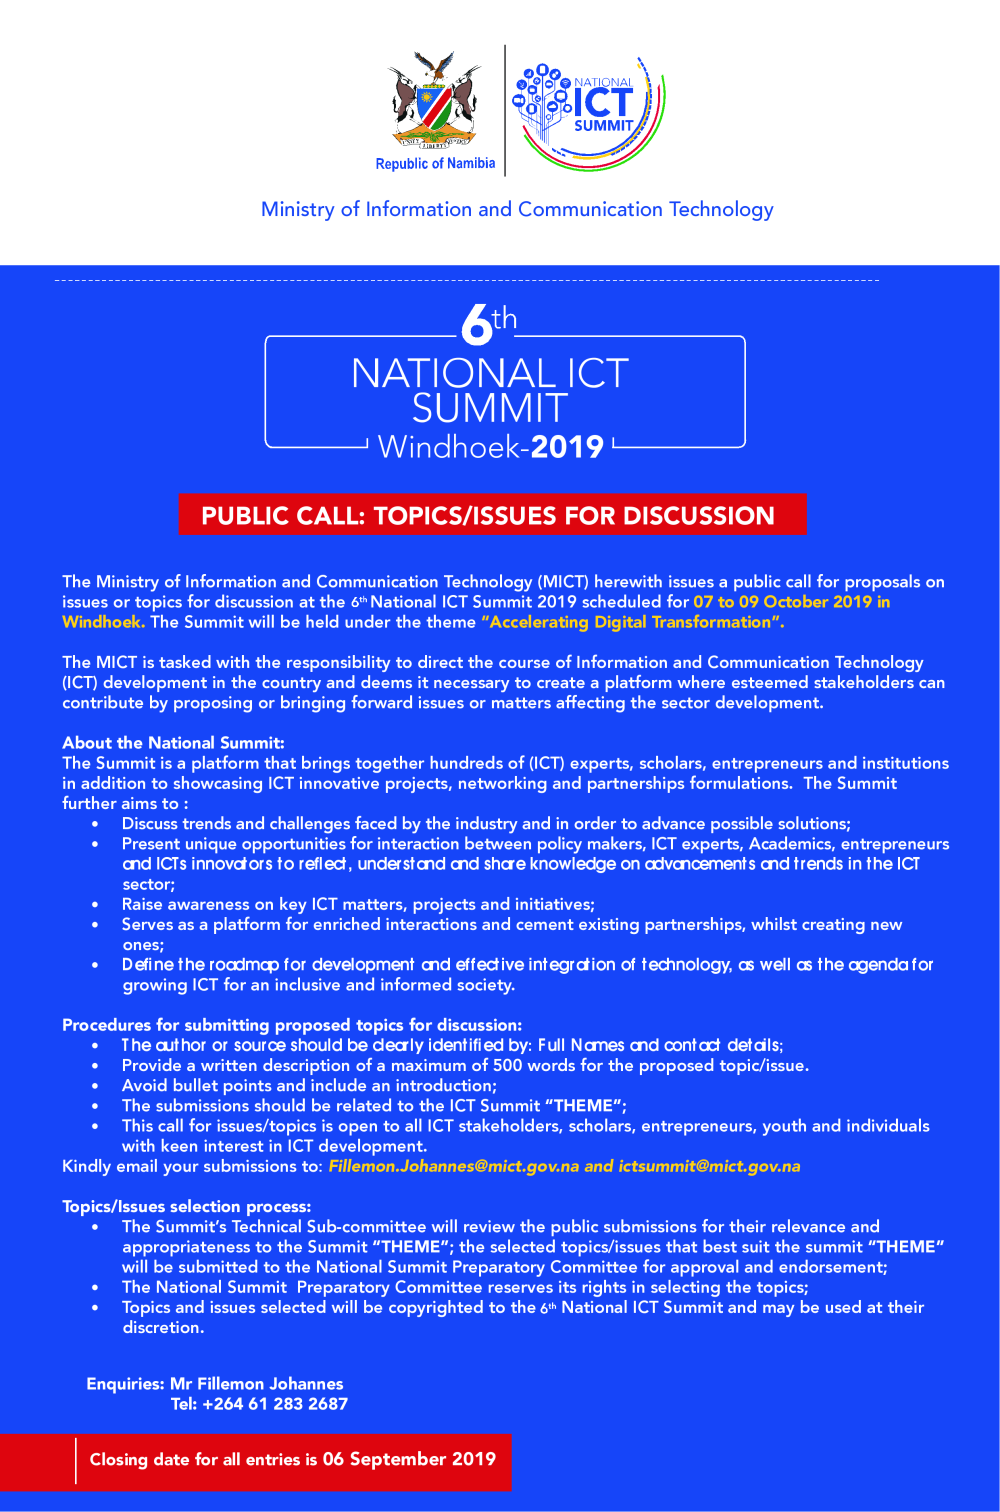 Republic of Namibia
NATIONAL
ICT
SUMMIT
Ministry of Information and Communication Technology
6th
NATIONAL ICT
SUMMIT
Windhoek-2019
PUBLIC CALL: TOPICS/ISSUES FOR DISCUSSION
The Ministry of Information and Communication Technology (MICT) herewith issues a public call for proposals on
issues or topics for discussion at the 6th National ICT Summit 2019 scheduled for 07 to 09 October 2019 in
Windhoek. The Summit will be held under the theme “Accelerating Digital Transformation”.
The MICT is tasked with the responsibility to direct the course of Information and Communication Technology
(ICT) development in the country and deems it necessary to create a platform where esteemed stakeholders can
contribute by proposing or bringing forward issues or matters affecting the sector development.
About the National Summit:
The Summit is a platform that brings together hundreds of (ICT) experts, scholars, entrepreneurs and institutions
in addition to showcasing ICT innovative projects, networking and partnerships formulations. The Summit
further aims to :
• Discuss trends and challenges faced by the industry and in order to advance possible solutions;
• Present unique opportunities for interaction between policy makers, ICT experts, Academics, entrepreneurs
and ICTs innovators to reflect, understand and share knowledge on advancements and trends in the ICT
sector;
• Raise awareness on key ICT matters, projects and initiatives;
• Serves as a platform for enriched interactions and cement existing partnerships, whilst creating new
ones;
• Define the roadmap for development and effective integration of technology, as well as the agenda for
growing ICT for an inclusive and informed society.
Procedures for submitting proposed topics for discussion:
• The author or source should be clearly identified by: Full Names and contact details;
• Provide a written description of a maximum of 500 words for the proposed topic/issue.
• Avoid bullet points and include an introduction;
• The submissions should be related to the ICT Summit “THEME”;
• This call for issues/topics is open to all ICT stakeholders, scholars, entrepreneurs, youth and individuals
with keen interest in ICT development.
Kindly email your submissions to: Fillemon.Johannes@mict.gov.na and ictsummit@mict.gov.na
Topics/Issues selection process:
• The Summit’s Technical Sub-committee will review the public submissions for their relevance and
appropriateness to the Summit “THEME”; the selected topics/issues that best suit the summit “THEME”
will be submitted to the National Summit Preparatory Committee for approval and endorsement;
• The National Summit Preparatory Committee reserves its rights in selecting the topics;
• Topics and issues selected will be copyrighted to the 6th National ICT Summit and may be used at their
discretion.
Enquiries: Mr Fillemon Johannes
Tel: +264 61 283 2687
Closing date for all entries is 06 September 2019